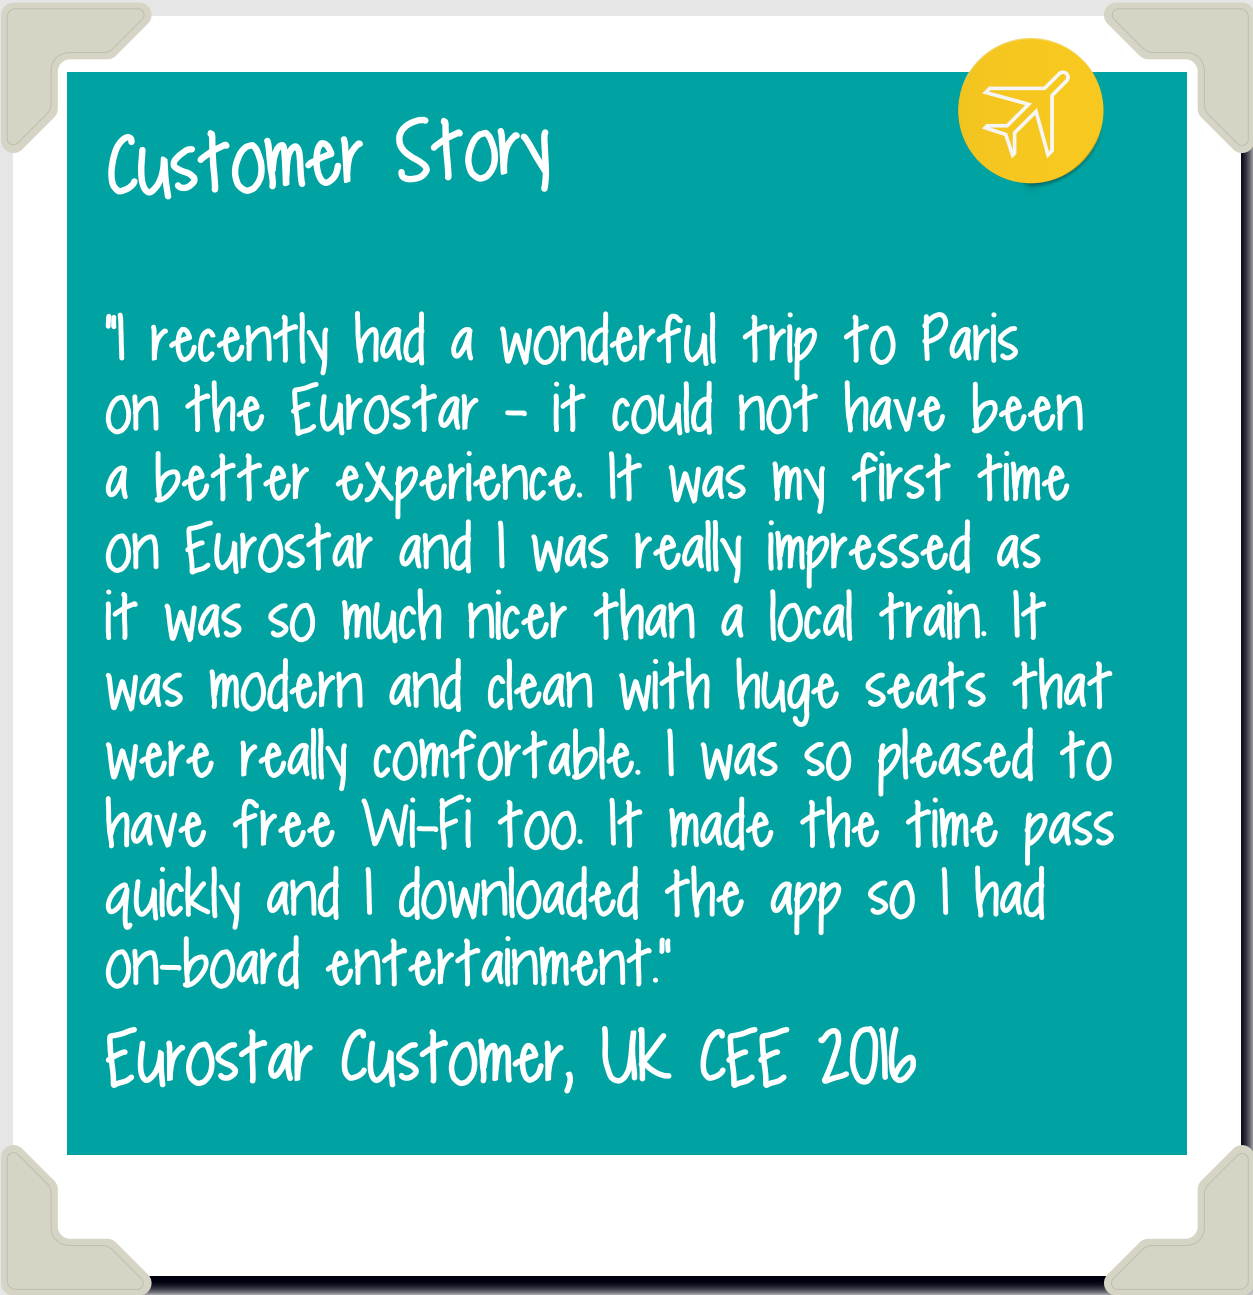 Customer Story
"I recently had a wonderful trip to Paris
on the Eurostar - it could not have been
a better experience. It was my first time
on Eurostar and I was really impressed as
it was so much nicer than a local train. It
was modern and clean with huge seats that
were really comfortable. I was so pleased to
have free Wi-Fi too. It made the time pass
quickly and I downloaded the app so I had
on-board entertainment."
Eurostar Customer, UK CEE 2016